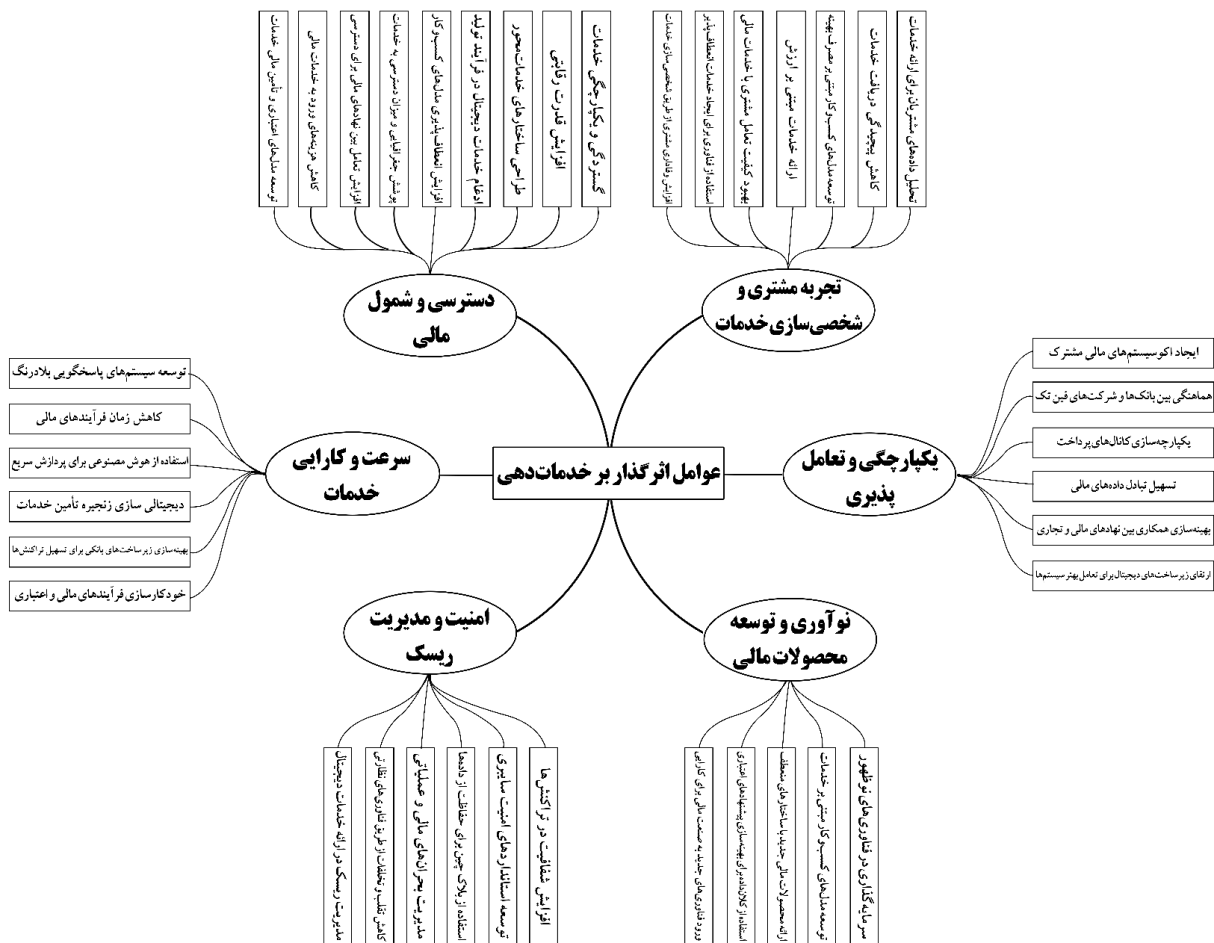 تحلیل داده‌های مشتریان برای ارائه خدمات
کاهش پیچیدگی دریافت خدمات
توسعه مدل‌های کسب‌وکار مبتنی بر مصرف بهینه
ارائه خدمات مبتنی بر ارزش
بهبود کیفیت تعامل مشتری با خدمات مالی
استفاده از فناوری برای ایجاد خدمات انعطاف‌پذیر
افزایش وفاداری مشتری از طریق شخصی‌سازی خدمات
گستردگی و یکپارچگی خدمات
افزایش قدرت رقابتی
طراحی ساختارهای خدمات‌محور
ادغام خدمات دیجیتال در فرآیند تولید
افزایش انعطاف‌پذیری مدل‌های کسب‌وکار
پوشش جغرافیایی و میزان دسترسی به خدمات
افزایش تعامل بین نهادهای مالی برای دسترسی
کاهش هزینه‌های ورود به خدمات مالی
توسعه مدل‌های اعتباری و تأمین مالی خدمات
تجربه مشتری و
شخصی‌سازی خدمات
دسترسی و شمول
مالی
ایجاد اکوسیستم‌های مالی مشترک
هماهنگی بین بانک‌ها و شرکت‌های فین تک
یکپارچه‌سازی کانال‌های پرداخت
تسهیل تبادل داده‌های مالی
بهینه‌سازی همکاری بین نهادهای مالی و تجاری
ارتقای زیرساخت‌های دیجیتال برای تعامل بهتر سیستم‌ها
یکپارچگی و تعامل
پذیری
عوامل اثرگذار بر خدمات‌دهی
سرعت و کارایی
خدمات
توسعه سیستم‌های پاسخگویی بلادرنگ
کاهش زمان فرآیندهای مالی
استفاده از هوش مصنوعی برای پردازش سریع
دیجیتالی سازی زنجیره تأمین خدمات
بهینه‌سازی زیرساخت‌های بانکی برای تسهیل تراکنش‌ها
خودکارسازی فرآیندهای مالی و اعتباری
نوآوری و توسعه
محصولات مالی
امنیت و مدیریت
ریسک
سرمایه‌گذاری در فناوری‌های نوظهور
توسعه مدل‌های کسب‌وکار مبتنی بر خدمات
ارائه محصولات مالی جدید با ساختارهای منعطف
استفاده از کلان‌داده برای بهینه‌سازی پیشنهادهای اعتباری
ورود فناوری‌های جدید به صنعت مالی برای کارایی
افزایش شفافیت در تراکنش‌ها
توسعه استانداردهای امنیت سایبری
استفاده از بلاک چین برای حفاظت از داده‌ها
مدیریت بحران‌های مالی و عملیاتی
کاهش تقلب و تخلفات از طریق فناوری‌های نظارتی
مدیریت ریسک در ارائه خدمات دیجیتال